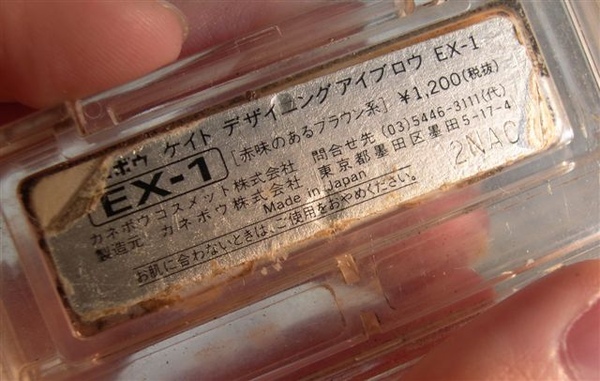 ボウ ケイト デザイニングアイブロウ EX-1
EX-1 [赤味のあるブラウン系] ¥1,200(税抜)
カネボウコスメット株式会社 問合せ先 (03)5446-3111(代)
製造元 カネボウ株式会社 東京都墨田区墨田5-17-4
Made in Japan 2NAC
お肌に合わないときは、ご使用をおやめください。